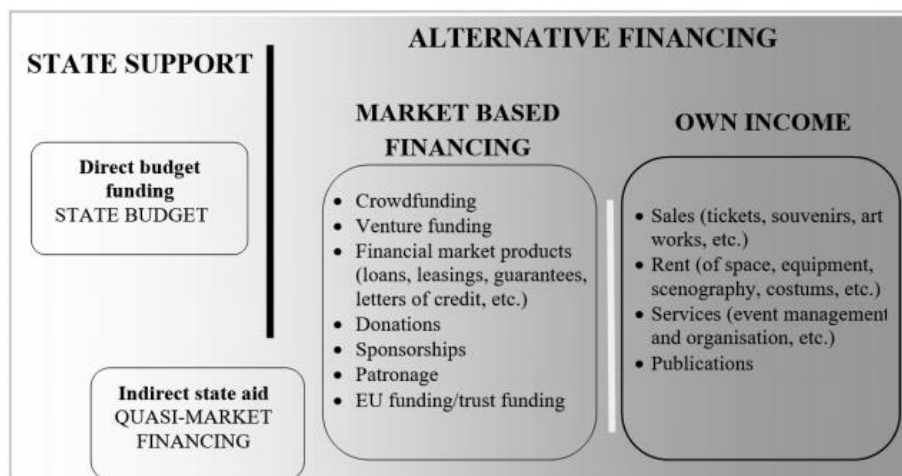 STATE SUPPORT
Direct budget
funding
STATE BUDGET
Indirect state aid
QUASI-MARKET
FINANCING
ALTERNATIVE FINANCING
MARKET BASED
FINANCING
• Crowdfunding
• Venture funding
• Financial market products
(loans, leasings, guarantees,
letters of credit, etc.)
• Donations
• Sponsorships
• Patronage
• EU funding/trust funding
OWN INCOME
• Sales (tickets, souvenirs, art
works, etc.)
• Rent (of space, equipment,
scenography, costums, etc.)
• Services (event management
and organisation, etc.)
• Publications